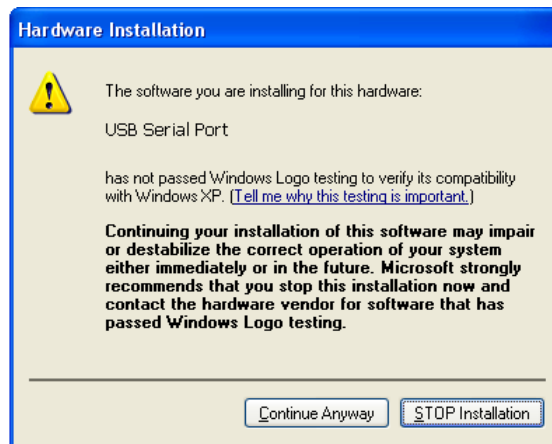 Hardware Installation
The software you are installing for this hardware:
USB Serial Port
has not passed Windows Logo testing to verify its compatibility
with Windows XP. (Tell me why this testing is important.)
Continuing your installation of this software may impair
or destabilize the correct operation of your system
either immediately or in the future. Microsoft strongly
recommends that you stop this installation now and
contact the hardware vendor for software that has
passed Windows Logo testing.
Continue Anyway STOP Installation